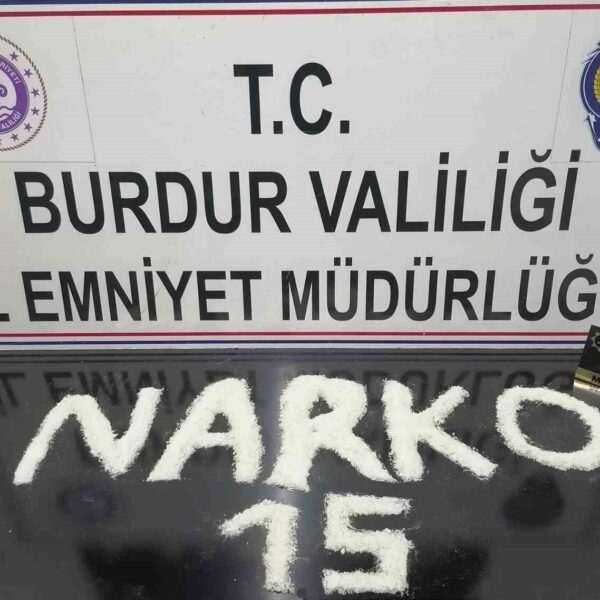 T.C.
BURDUR VALİLİĞİ
L EMNİYET MÜDÜRLÜĞ
NARKO
15